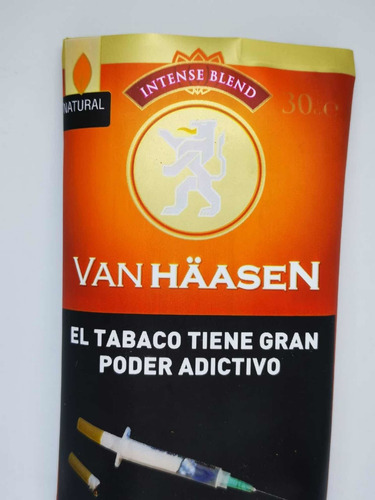 INTENSE BLEND
NATURAL
VAN HÄASEN
EL TABACO TIENE GRAN
PODER ADICTIVO